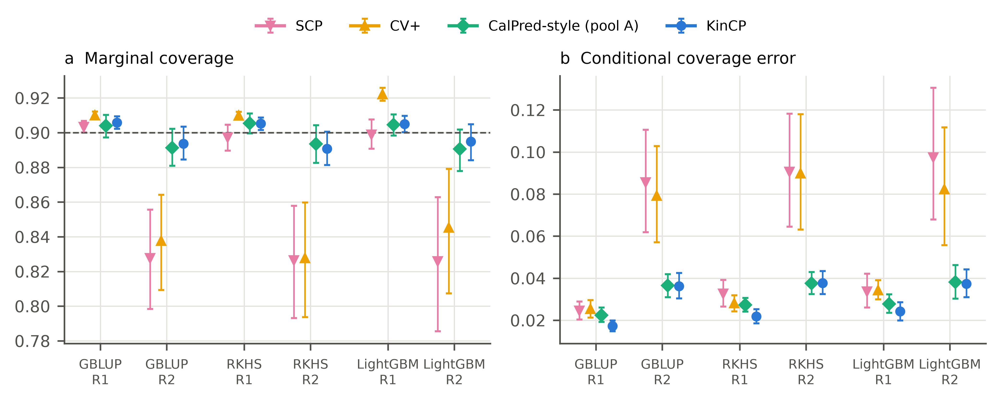 SCP CV+ CalPred-style (pool A) KinCP
a Marginal coverage
0.92
0.90
0.88
0.86
0.84
0.82
0.80
0.78
GBLUP GBLUP RKHS RKHS LightGBM LightGBM
R1 R2 R1 R2 R1 R2
b Conditional coverage error
0.12
0.10
0.08
0.06
0.04
0.02
GBLUP GBLUP RKHS RKHS LightGBM LightGBM
R1 R2 R1 R2 R1 R2